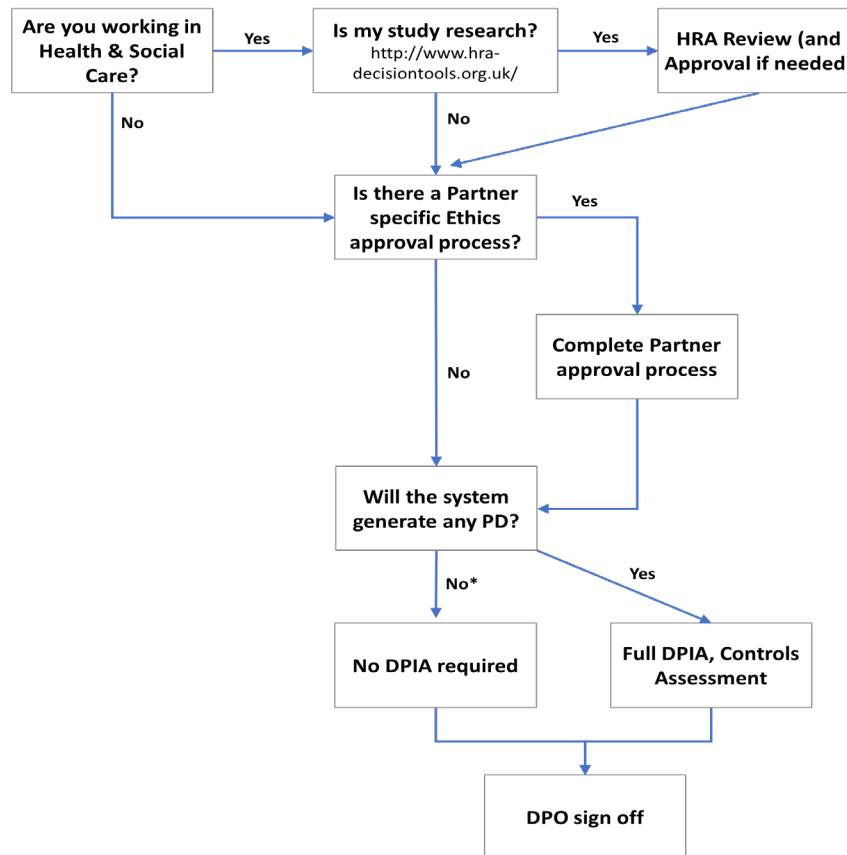 Are you working in
Health & Social
Care?
Yes
Is my study research?
http://www.hra-
decisiontools.org.uk/
Yes
HRA Review (and
Approval if needed
No
No
Is there a Partner
specific Ethics
approval process?
Yes
Complete Partner
approval process
No
Will the system
generate any PD?
No*
Yes
No DPIA required
Full DPIA, Controls
Assessment
DPO sign off